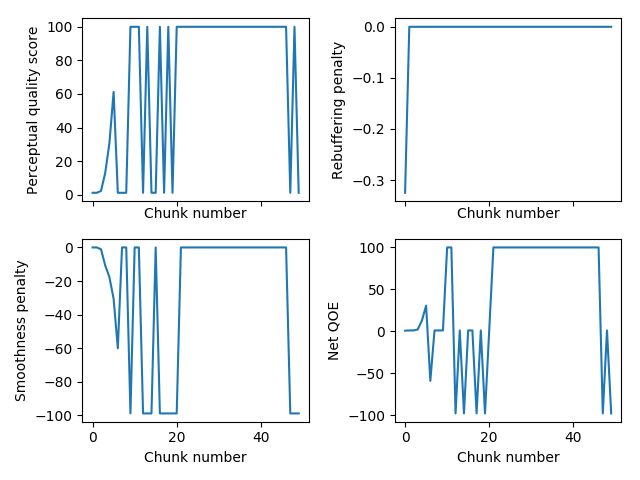 Perceptual quality score
100
80
60
40
20
0
Chunk number
Rebuffering penalty
0.0
−0.1
−0.2
−0.3
Chunk number
Smoothness penalty
0
−20
−40
−60
−80
−100
0 20 40
Chunk number
Net QOE
100
50
0
−50
−100
0 20 40
Chunk number